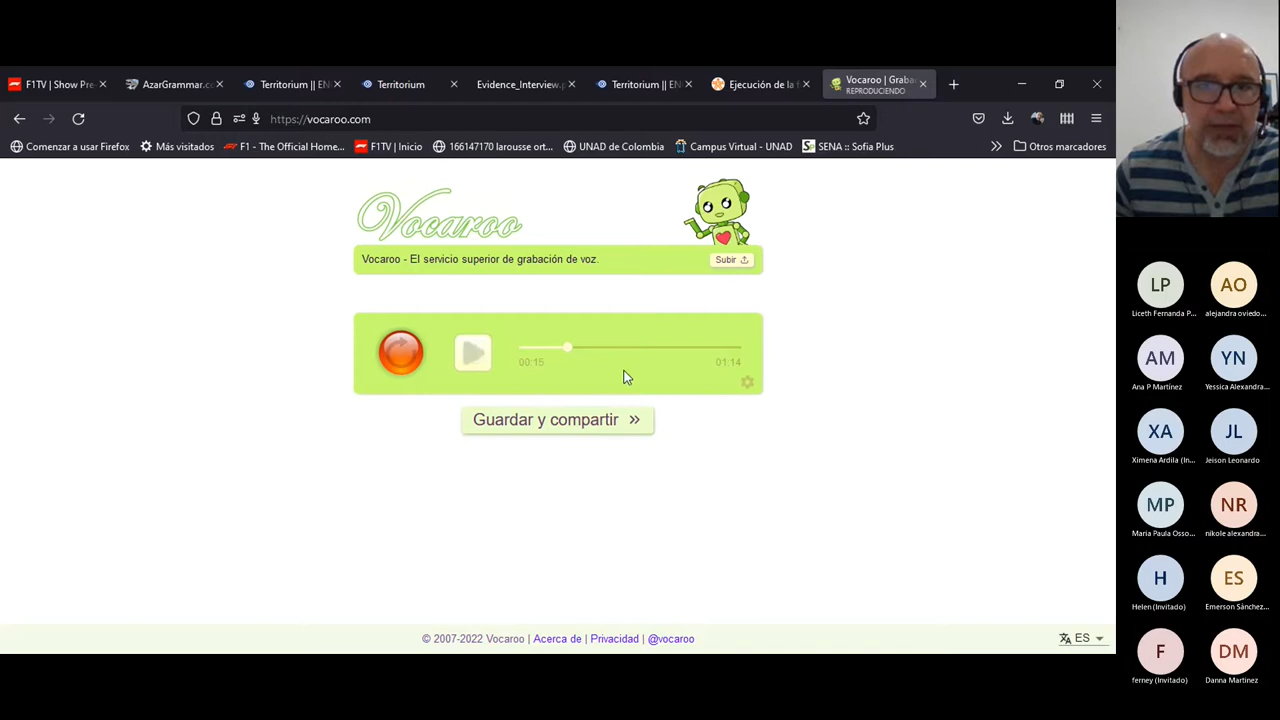 F1TV | Show Pre-
AzarGrammar.c
Territorium || EN
Territorium
Evidence_Interview.p
Territorium || EN
Ejecución de la f
Vocaroo | Graba
REPRODUCIENDO
https://vocaroo.com
Comenzar a usar Firefox
Más visitados
F1 - The Official Home...
F1TV | Inicio
166147170 larousse ort...
UNAD de Colombia
Campus Virtual - UNAD
SENA :: Sofia Plus
Otros marcadores
Vocaroo
Vocaroo - El servicio superior de grabación de voz.
Subir
00:15
01:14
Guardar y compartir »
© 2007-2022 Vocaroo | Acerca de | Privacidad | @vocaroo
ES
LP
AO
Liceth Fernanda P...
alejandra oviedo...
AM
YN
Ana P Martínez
Yessica Alexandra...
XA
JL
Ximena Ardila (In...
Jeison Leonardo
MP
NR
Maria Paula Osso...
nikole alexandra...
H
ES
Helen (Invitado)
Emerson Sánchez...
F
DM
ferney (Invitado)
Danna Martínez